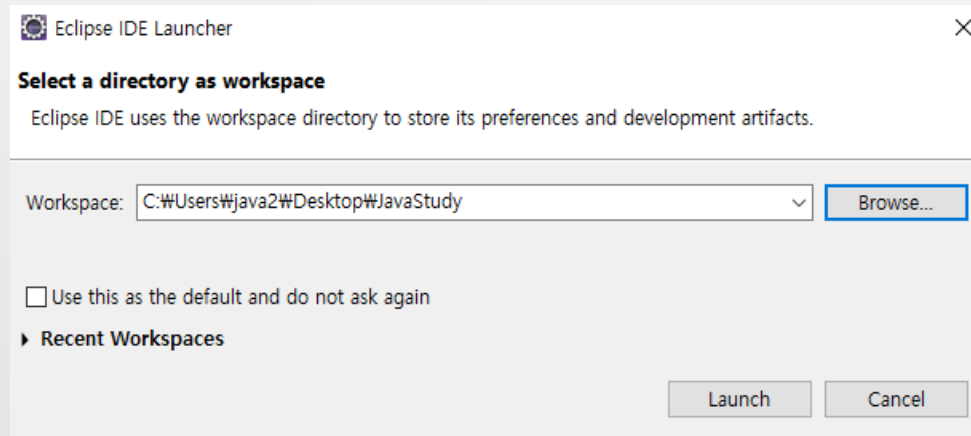 Eclipse IDE Launcher
Select a directory as workspace
Eclipse IDE uses the workspace directory to store its preferences and development artifacts.
Workspace: C:₩Users₩java2₩Desktop₩JavaStudy Browse...
Use this as the default and do not ask again
Recent Workspaces
Launch Cancel